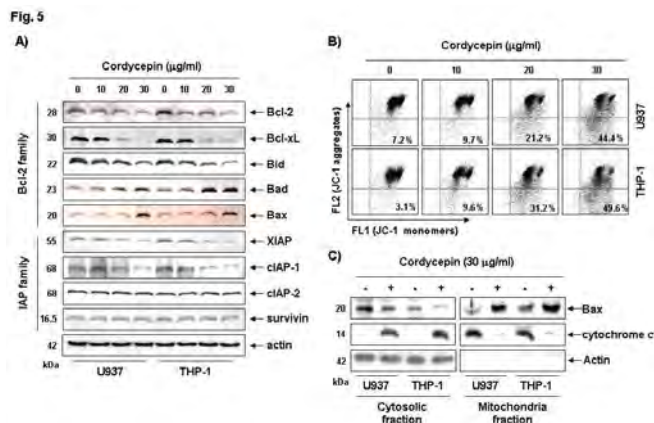 Fig. 5
A)
Cordycepin (μg/ml)
0 10 20 30 0 10 20 30
Bcl-2 family
28 Bcl-2
30 Bcl-xL
22 Bid
23 Bad
20 Bax
IAP family
55 XIAP
68 cIAP-1
68 cIAP-2
16.5 survivin
42 actin
kDa
U937 THP-1
B)
Cordycepin (μg/ml)
0 10 20 30
FL2 (JC-1 aggregates)
7.2% 9.7% 21.2% 44.4%
U937
3.1% 9.6% 31.2% 49.6%
THP-1
FL1 (JC-1 monomers)
C)
Cordycepin (30 μg/ml)
- + - + - + - +
20 Bax
14 cytochrome c
42 Actin
kDa
U937 THP-1 U937 THP-1
Cytosolic fraction
Mitochondria fraction